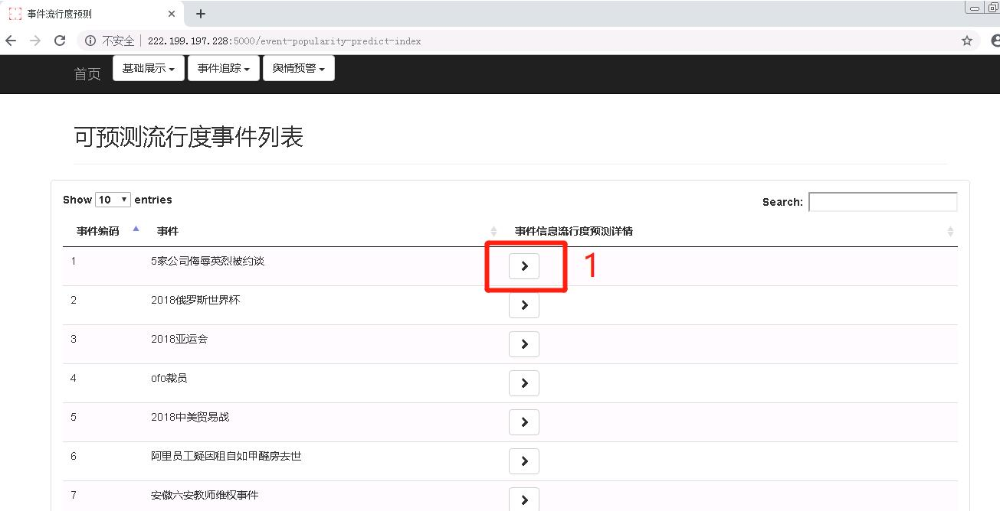 事件流行度预测
不安全 222.199.197.228:5000/event-popularity-predict-index
首页 基础展示 事件追踪 舆情预警
可预测流行度事件列表
Show 10 entries Search:
事件编码 事件 事件信息流行度预测详情
1 5家公司侮辱英烈被约谈 1
2 2018俄罗斯世界杯
3 2018亚运会
4 ofo裁员
5 2018中美贸易战
6 阿里员工疑因租自如甲醛房去世
7 安徽六安教师维权事件